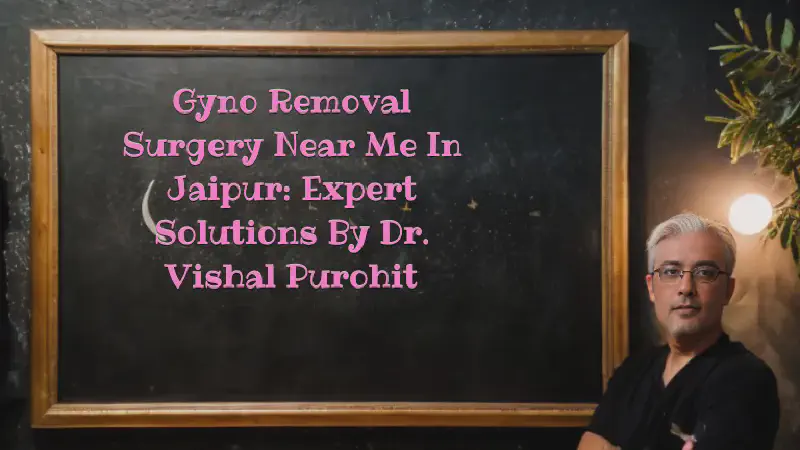 Gyno Removal
Surgery Near Me In
Jaipur: Expert
Solutions By Dr.
Vishal Purohit